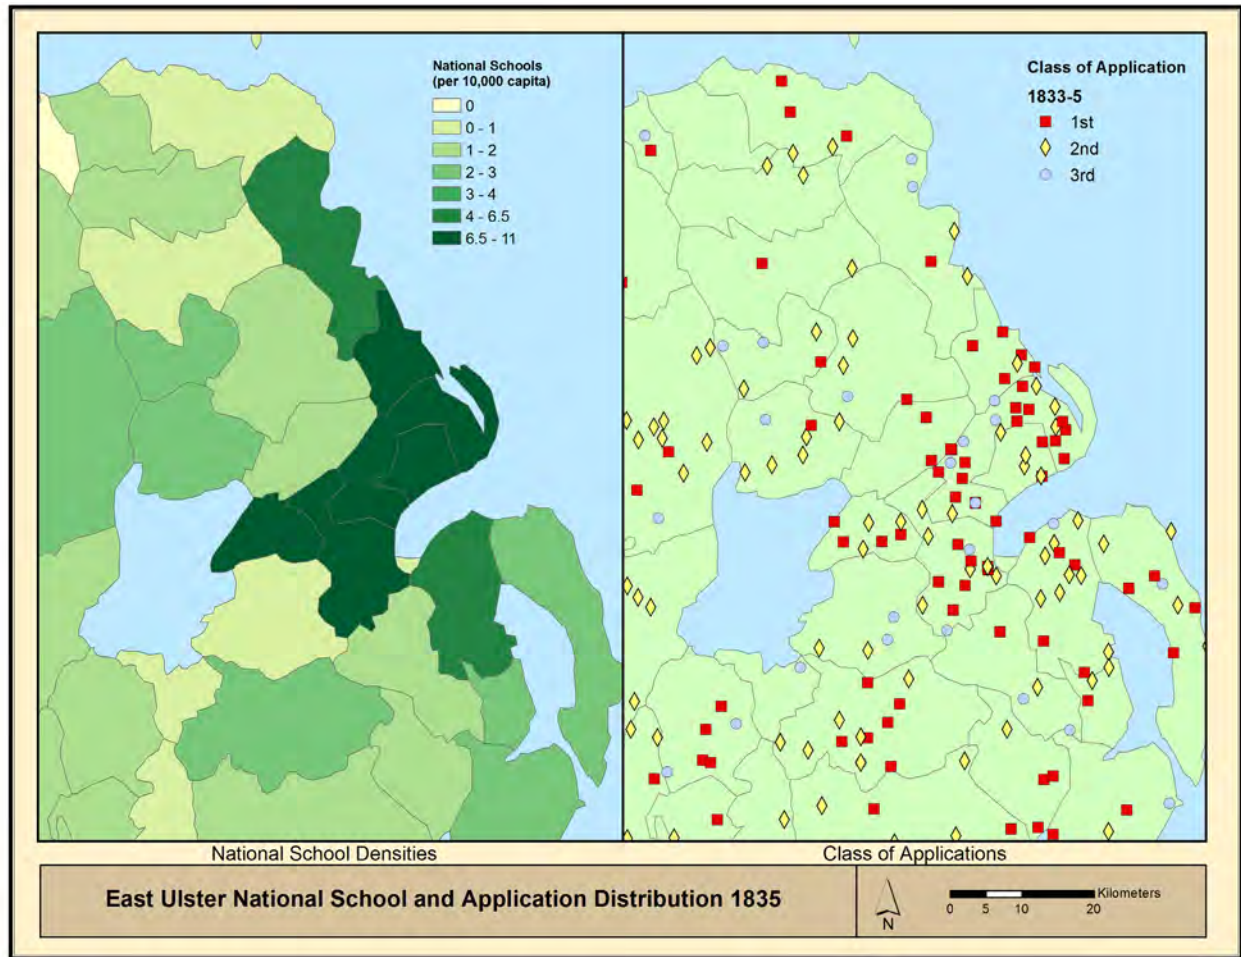 National Schools
(per 10,000 capita)
0
0 - 1
1 - 2
2 - 3
3 - 4
4 - 6.5
6.5 - 11
Class of Application
1833-5
1st
2nd
3rd
National School Densities
Class of Applications
East Ulster National School and Application Distribution 1835
N
Kilometers
0 5 10 20